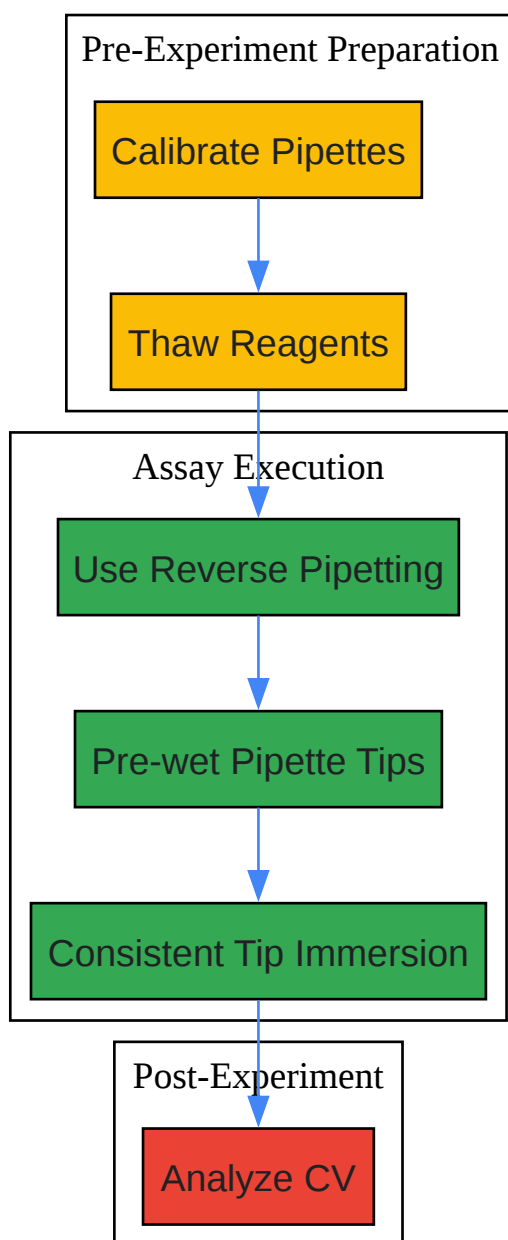 Pre-Experiment Preparation
Calibrate Pipettes
Thaw Reagents
Assay Execution
Use Reverse Pipetting
Pre-wet Pipette Tips
Consistent Tip Immersion
Post-Experiment
Analyze CV